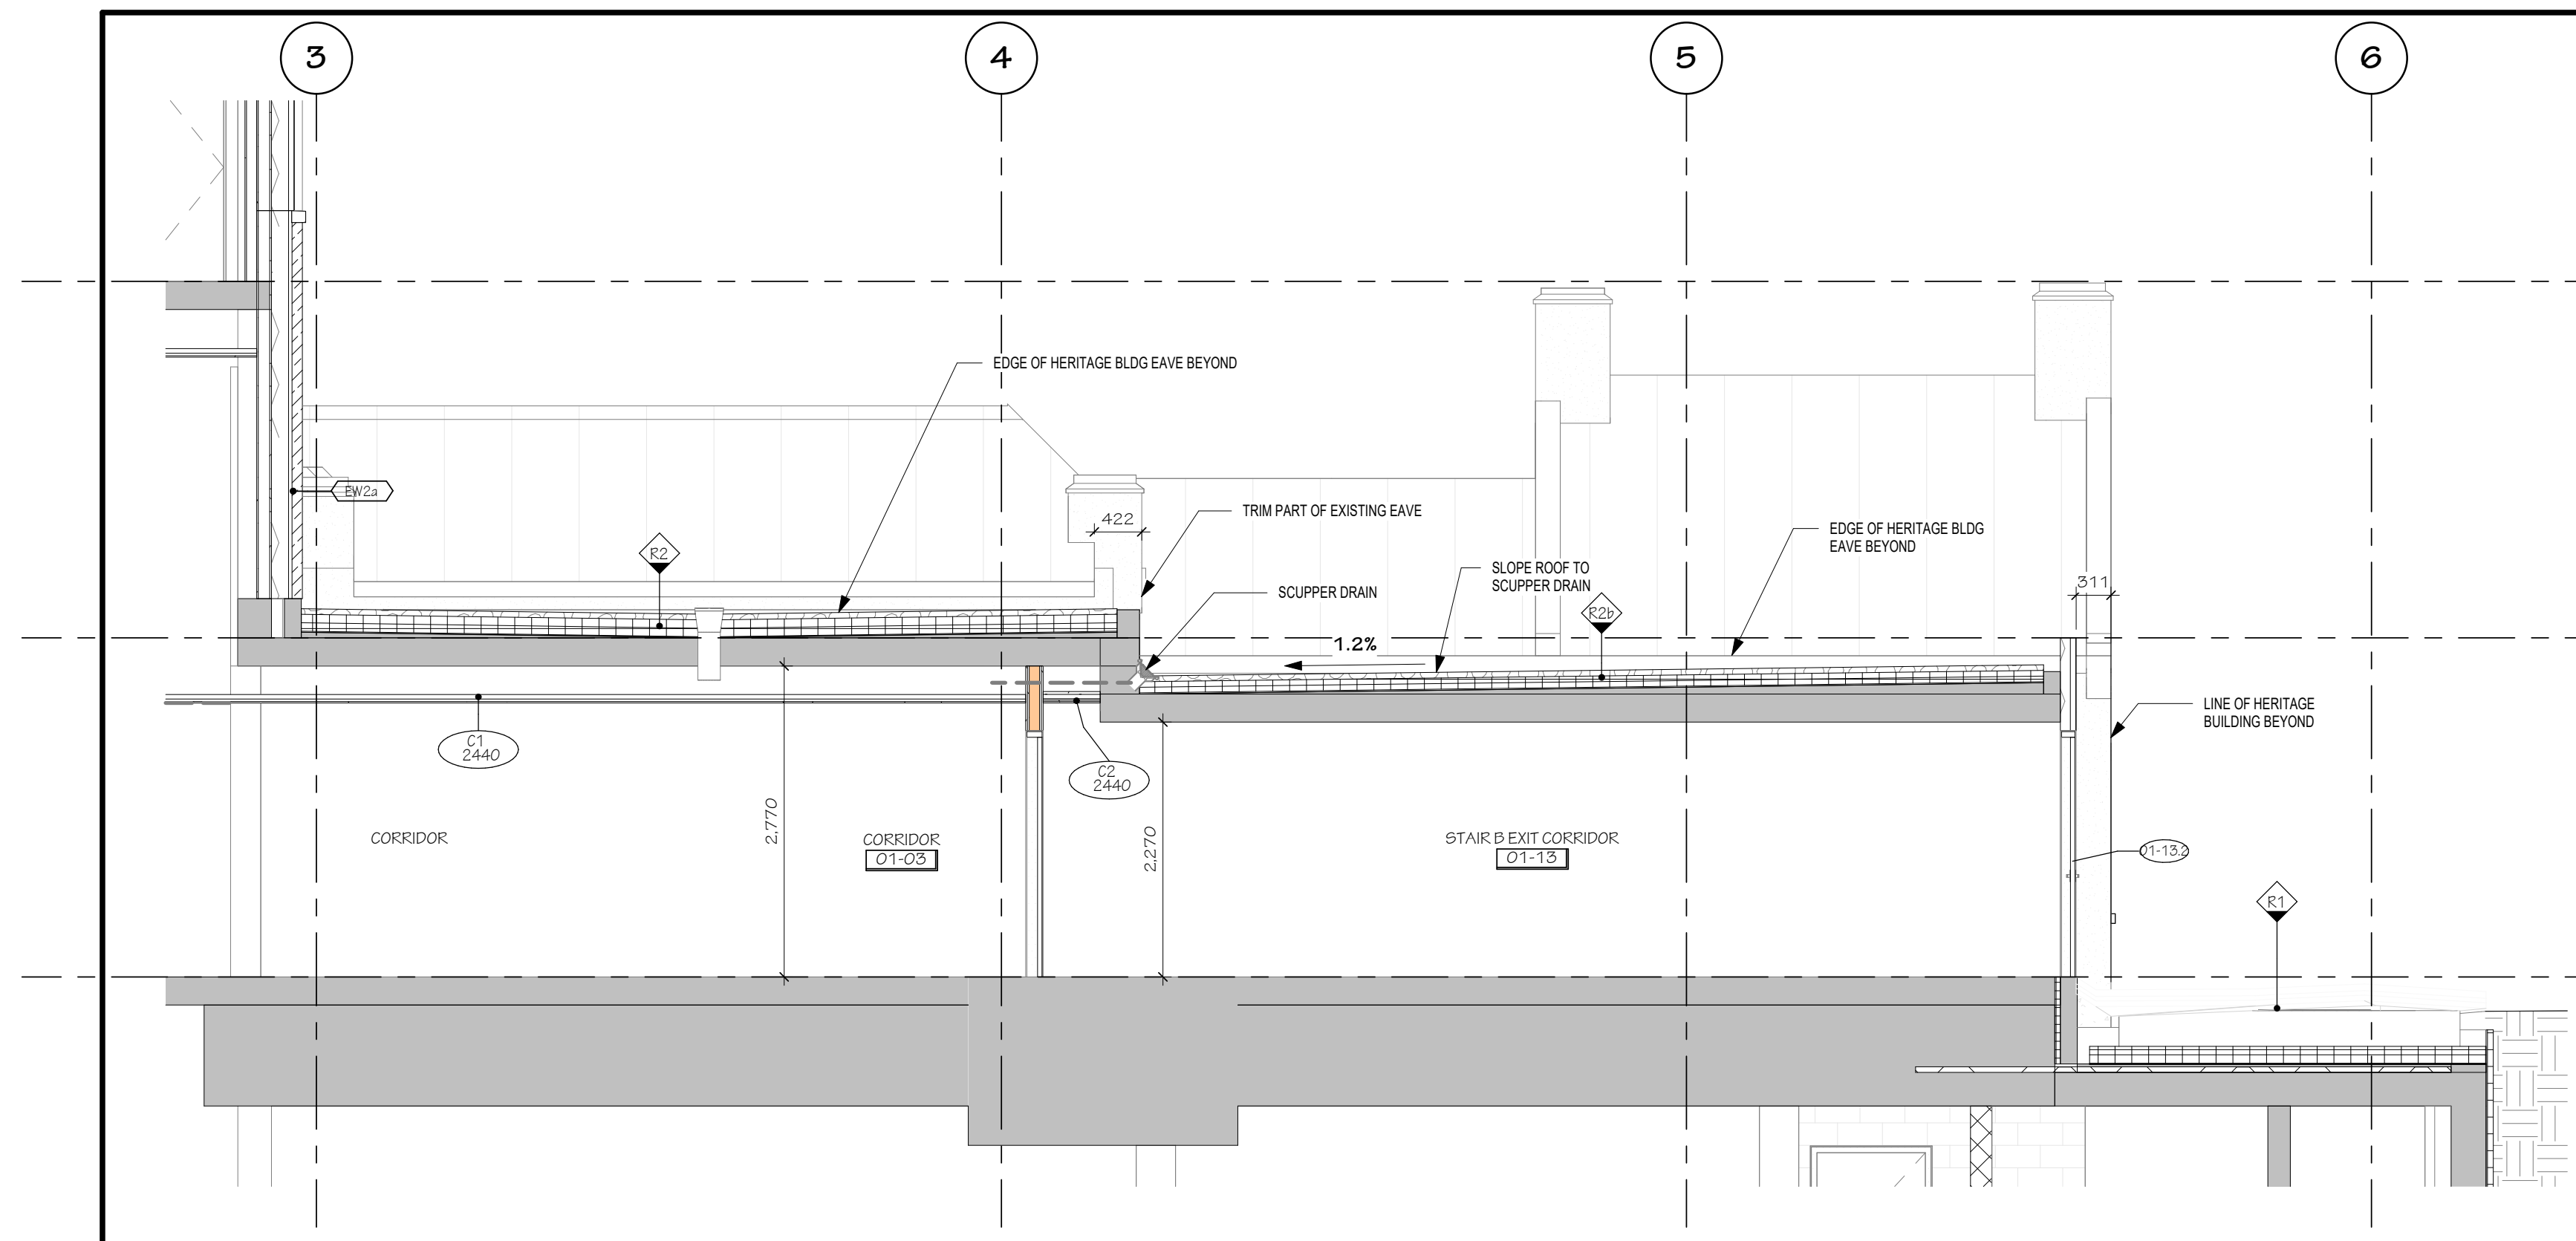 3
4
5
6
EDGE OF HERITAGE BLDG EAVE BEYOND
EW2a
422
TRIM PART OF EXISTING EAVE
EDGE OF HERITAGE BLDG
EAVE BEYOND
R2
SLOPE ROOF TO
SCUPPER DRAIN
311
SCUPPER DRAIN
R2b
1.2%
LINE OF HERITAGE
BUILDING BEYOND
C1
2440
C2
2440
2,770
2,270
CORRIDOR
CORRIDOR
01-03
STAIR B EXIT CORRIDOR
01-13
01-13.2
R1